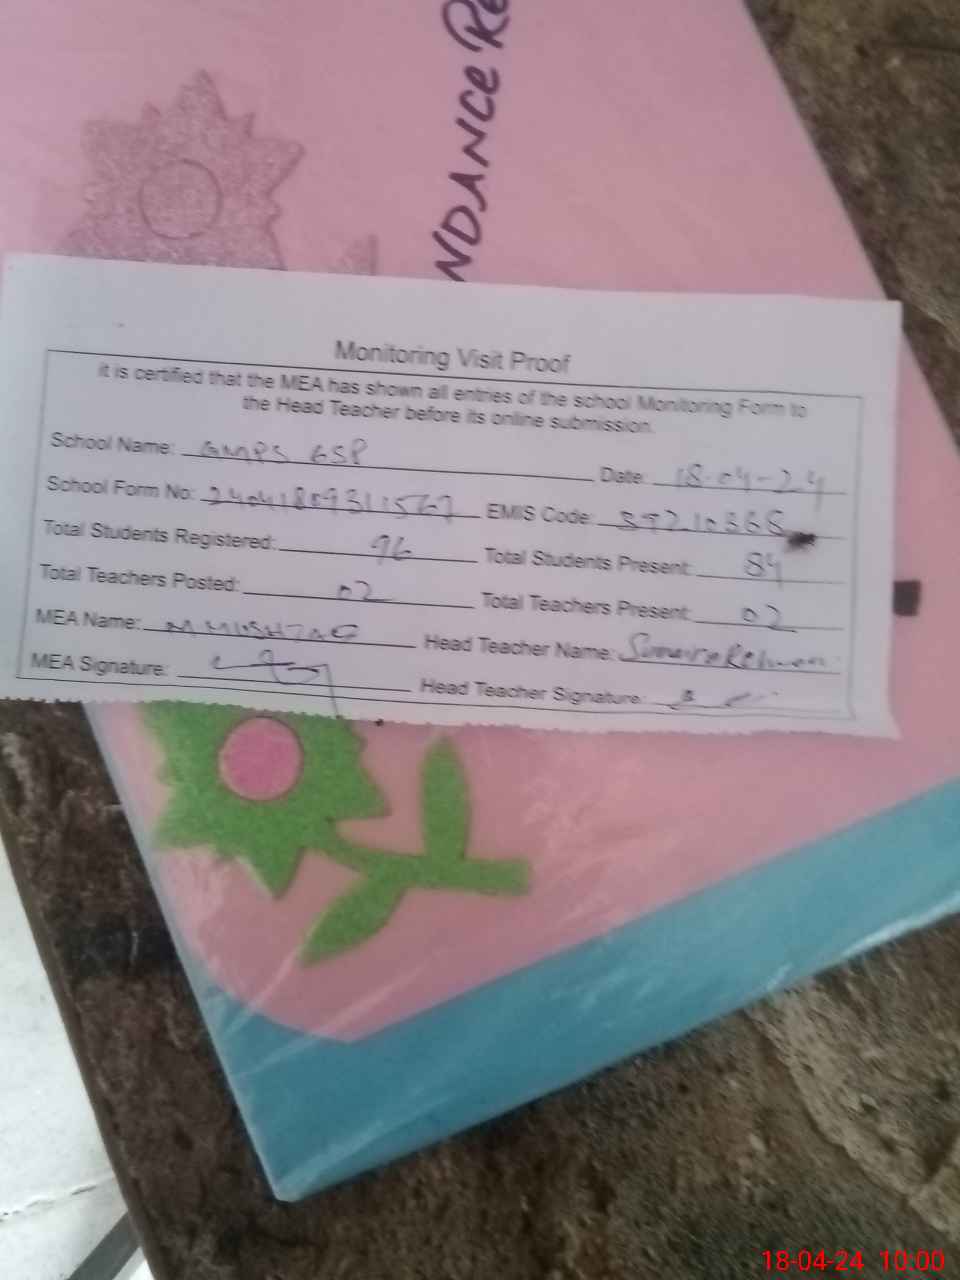 NDANCE Re
Monitoring Visit Proof
it is certified that the MEA has shown all entries of the school Monitoring Form to
the Head Teacher before its online submission.
School Name: GMPS GSP Date: 18-04-24
School Form No: EMIS Code:
Total Students Registered: 96 Total Students Present: 84
Total Teachers Posted: 02 Total Teachers Present: 02
MEA Name: M MUSHTAQ Head Teacher Name: Sumaira Rehman
MEA Signature: Head Teacher Signature:
18-04-24 10:00